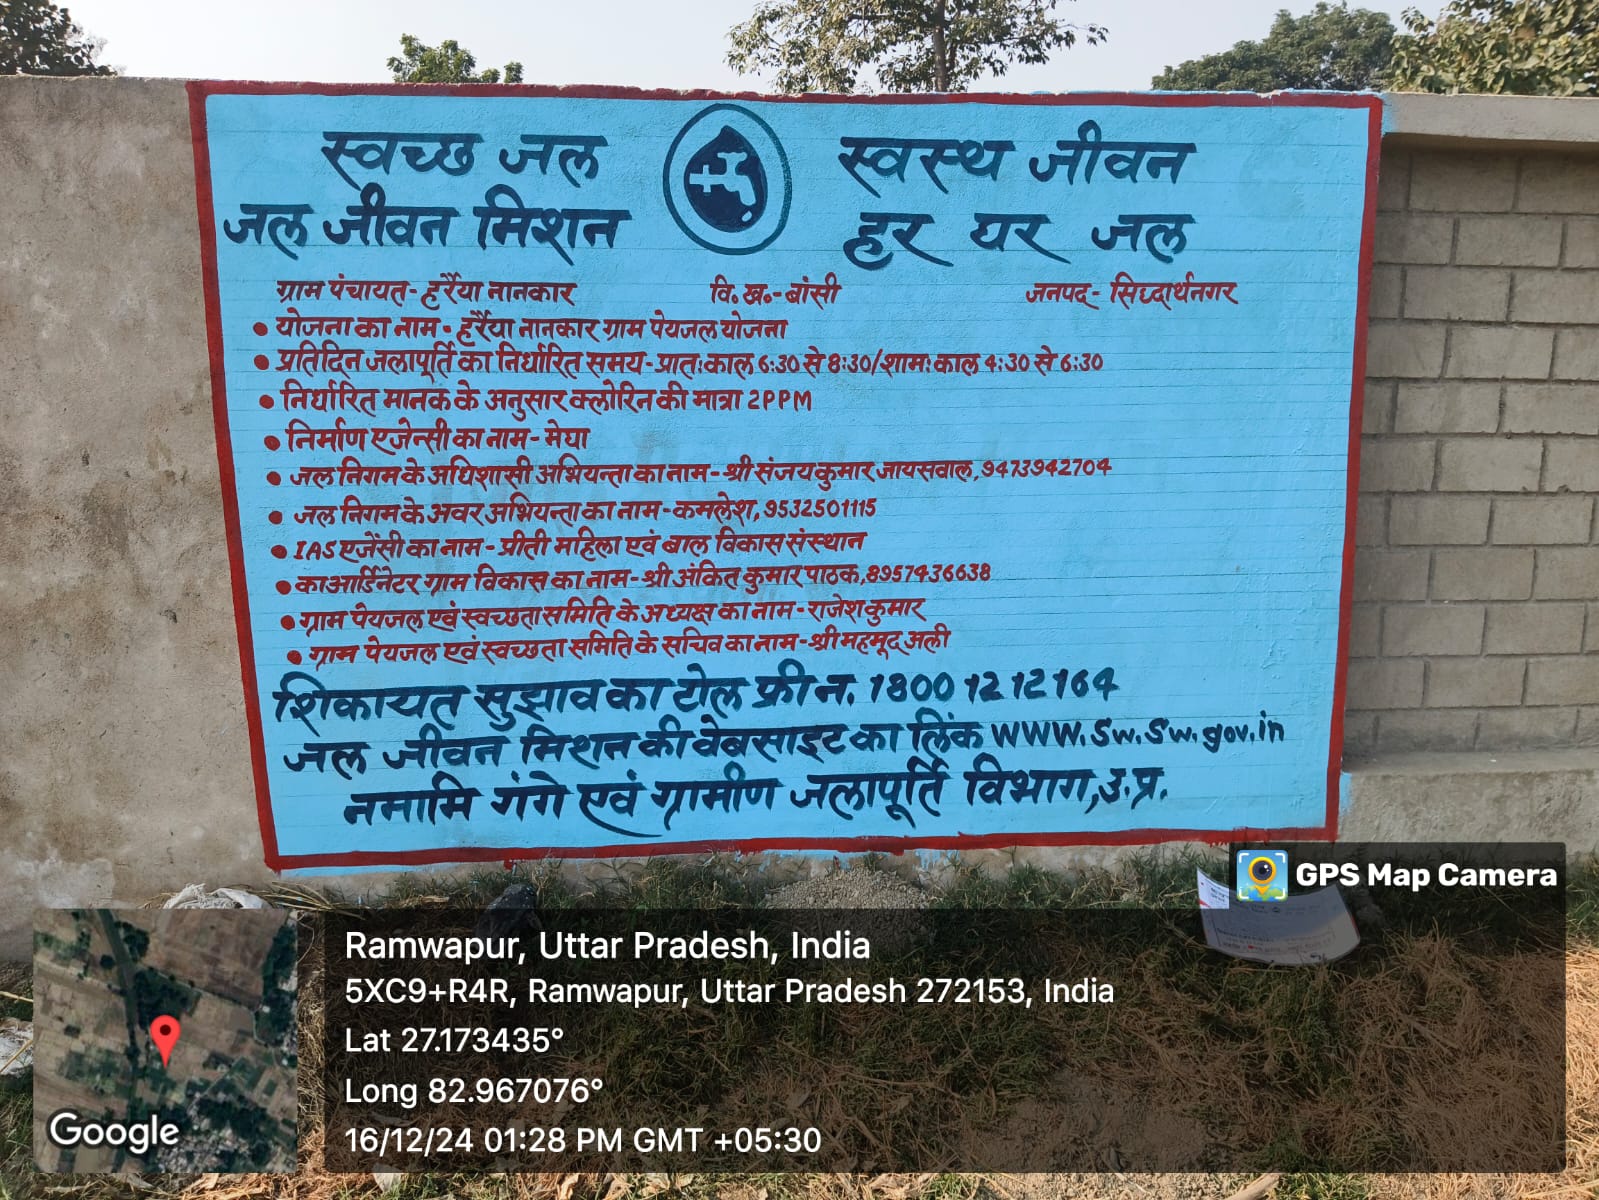 स्वच्छ जल
स्वस्थ जीवन
जल जीवन मिशन
हर घर जल
ग्राम पंचायत- हर्रैया नानकार वि.ख.- बांसी जनपद- सिध्दार्थनगर
• योजना का नाम - हर्रैया नानकार ग्राम पेयजल योजना
• प्रतिदिन जलापूर्ति का निर्धारित समय- प्रातःकाल 6:30 से 8:30/शामः काल 4:30 से 6:30
• निर्धारित मानक के अनुसार क्लोरिन की मात्रा 2PPM
• निर्माण एजेन्सी का नाम- मेघा
• जल निगम के अधिशासी अभियन्ता का नाम- श्री संजय कुमार जायसवाल, 9473942704
• जल निगम के अवर अभियन्ता का नाम- कमलेश, 9532501115
• IAS एजेंसी का नाम- प्रीती महिला एवं बाल विकास संस्थान
• काआर्डिनेटर ग्राम विकास का नाम- श्री अंकित कुमार पाठक, 8957436638
• ग्राम पेयजल एवं स्वच्छता समिति के अध्यक्ष का नाम- राजेश कुमार
• ग्राम पेयजल एवं स्वच्छता समिति के सचिव का नाम- श्री महमूद अली
शिकायत सुझाव का टोल फ्री न. 1800 12 12 164
जल जीवन मिशन की वेबसाइट का लिंक WWW.Sw.Sw.gov.in
नमामि गंगे एवं ग्रामीण जलापूर्ति विभाग, उ.प्र.
GPS Map Camera
Ramwapur, Uttar Pradesh, India
5XC9+R4R, Ramwapur, Uttar Pradesh 272153, India
Lat 27.173435°
Long 82.967076°
16/12/24 01:28 PM GMT +05:30
Google